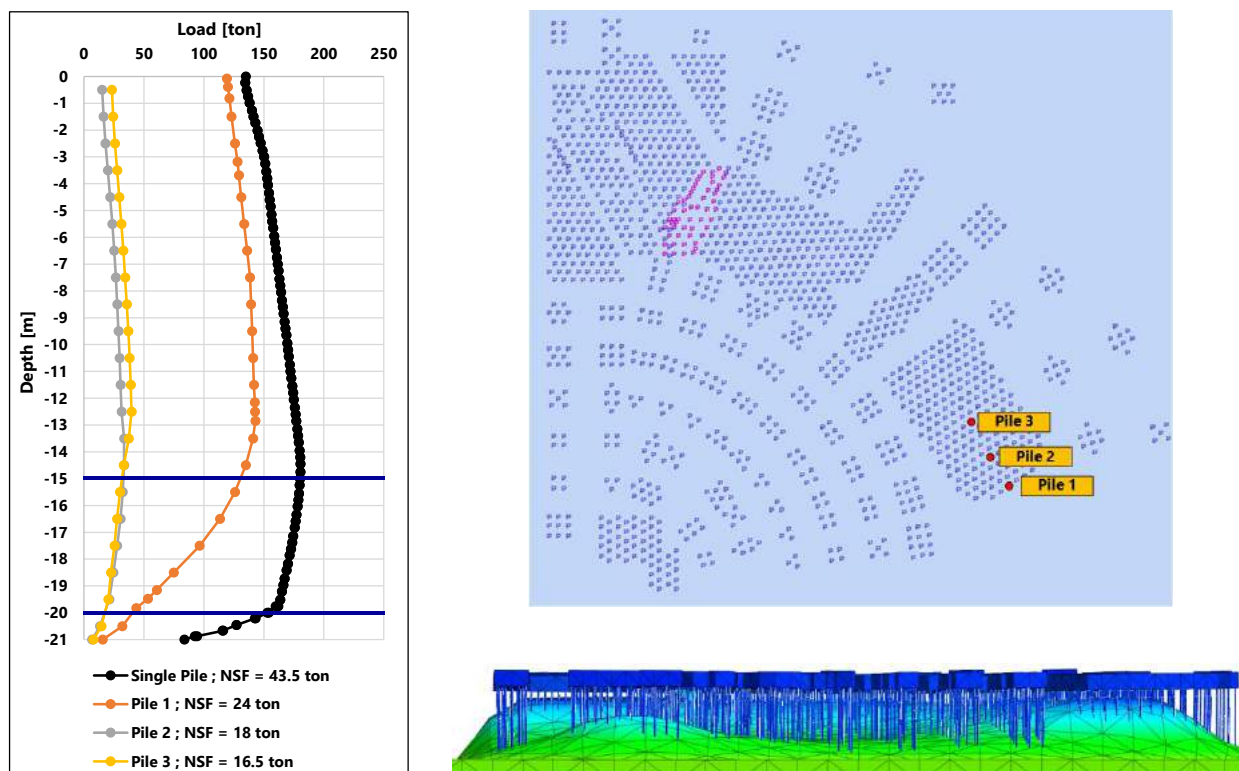 Load [ton]
0 50 100 150 200 250
Depth [m]
0
-1
-2
-3
-4
-5
-6
-7
-8
-9
-10
-11
-12
-13
-14
-15
-16
-17
-18
-19
-20
-21
Single Pile ; NSF = 43.5 ton
Pile 1 ; NSF = 24 ton
Pile 2 ; NSF = 18 ton
Pile 3 ; NSF = 16.5 ton
Pile 3
Pile 2
Pile 1